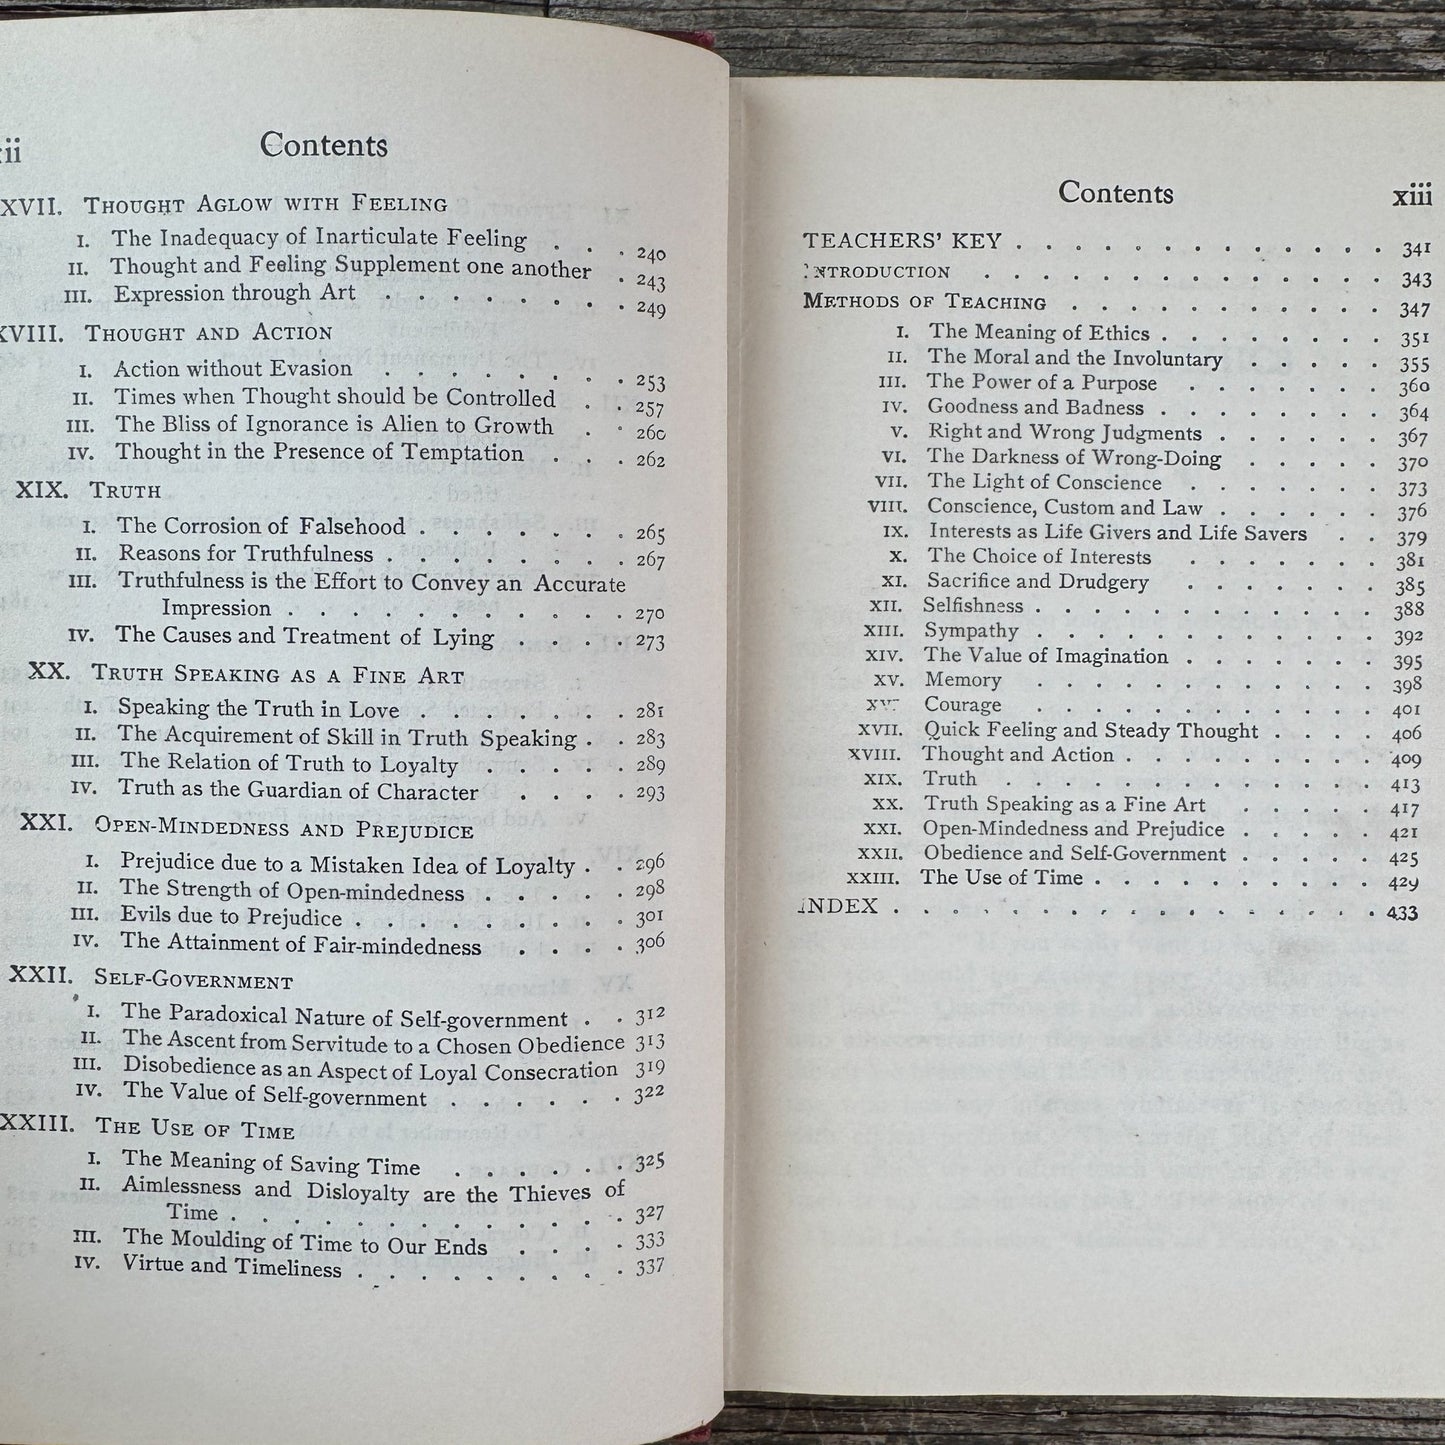 ii Contents
XVII. THOUGHT AGLOW WITH FEELING
I. The Inadequacy of Inarticulate Feeling . . . 240
II. Thought and Feeling Supplement one another . 243
III. Expression through Art . . . . . . . . . 249
XVIII. THOUGHT AND ACTION
I. Action without Evasion . . . . . . . . 253
II. Times when Thought should be Controlled . . 257
III. The Bliss of Ignorance is Alien to Growth . . 260
IV. Thought in the Presence of Temptation . . . 262
XIX. TRUTH
I. The Corrosion of Falsehood . . . . . . . 265
II. Reasons for Truthfulness . . . . . . . . 267
III. Truthfulness is the Effort to Convey an Accurate
Impression . . . . . . . . . . . 270
IV. The Causes and Treatment of Lying . . . . 273
XX. TRUTH SPEAKING AS A FINE ART
I. Speaking the Truth in Love . . . . . . . 281
II. The Acquirement of Skill in Truth Speaking . . 283
III. The Relation of Truth to Loyalty . . . . . 289
IV. Truth as the Guardian of Character . . . . 293
XXI. OPEN-MINDEDNESS AND PREJUDICE
I. Prejudice due to a Mistaken Idea of Loyalty . . 296
II. The Strength of Open-mindedness . . . . . 298
III. Evils due to Prejudice . . . . . . . . . 301
IV. The Attainment of Fair-mindedness . . . . 306
XXII. SELF-GOVERNMENT
I. The Paradoxical Nature of Self-government . . 312
II. The Ascent from Servitude to a Chosen Obedience 313
III. Disobedience as an Aspect of Loyal Consecration 319
IV. The Value of Self-government . . . . . . 322
XXIII. THE USE OF TIME
I. The Meaning of Saving Time . . . . . . 325
II. Aimlessness and Disloyalty are the Thieves of
Time . . . . . . . . . . . . . 327
III. The Moulding of Time to Our Ends . . . . 333
IV. Virtue and Timeliness . . . . . . . . . 337
Contents xiii
TEACHERS' KEY . . . . . . . . . . . . . 341
INTRODUCTION . . . . . . . . . . . . . . 343
METHODS OF TEACHING . . . . . . . . . . . 347
I. The Meaning of Ethics . . . . . . . . 351
II. The Moral and the Involuntary . . . . . 355
III. The Power of a Purpose . . . . . . . 360
IV. Goodness and Badness . . . . . . . . 364
V. Right and Wrong Judgments . . . . . . 367
VI. The Darkness of Wrong-Doing . . . . . 370
VII. The Light of Conscience . . . . . . . 373
VIII. Conscience, Custom and Law . . . . . . 376
IX. Interests as Life Givers and Life Savers . . 379
X. The Choice of Interests . . . . . . . 381
XI. Sacrifice and Drudgery . . . . . . . 385
XII. Selfishness . . . . . . . . . . . . 388
XIII. Sympathy . . . . . . . . . . . . 392
XIV. The Value of Imagination . . . . . . . 395
XV. Memory . . . . . . . . . . . . 398
XVI. Courage . . . . . . . . . . . . 401
XVII. Quick Feeling and Steady Thought . . . . 406
XVIII. Thought and Action . . . . . . . . . 409
XIX. Truth . . . . . . . . . . . . . 413
XX. Truth Speaking as a Fine Art . . . . . 417
XXI. Open-Mindedness and Prejudice . . . . . 421
XXII. Obedience and Self-Government . . . . . 425
XXIII. The Use of Time . . . . . . . . . . 429
INDEX . . . . . . . . . . . . . . . . . 433